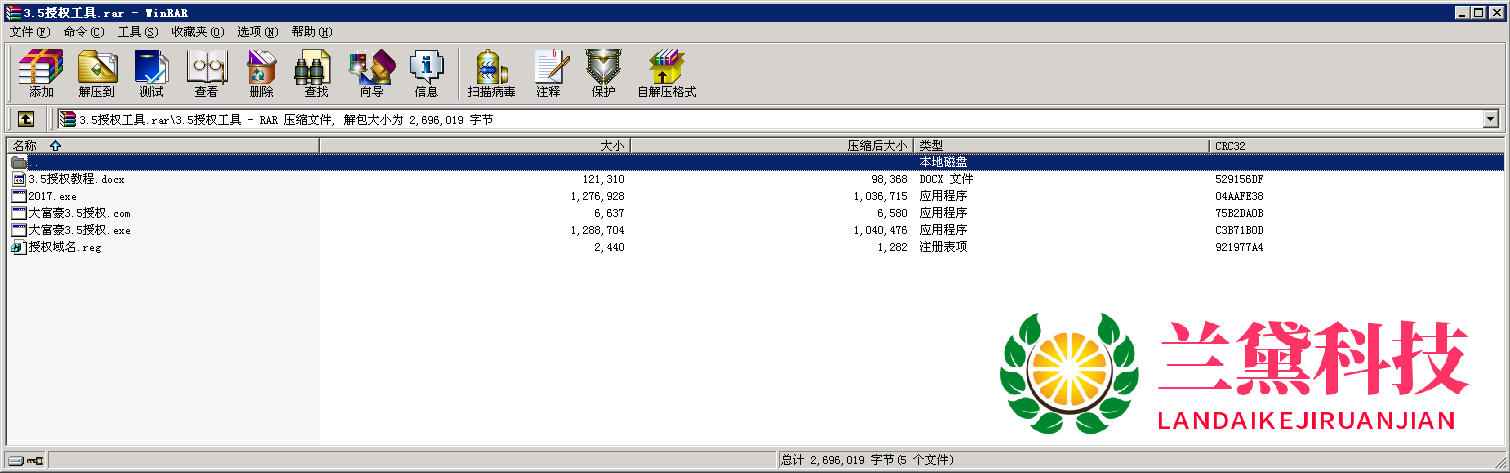 3.5授权工具.rar - WinRAR
文件(F) 命令(C) 工具(S) 收藏夹(O) 选项(N) 帮助(H)
添加 解压到 测试 查看 删除 查找 向导 信息 扫描病毒 注释 保护 自解压格式
3.5授权工具.rar\3.5授权工具 - RAR 压缩文件, 解包大小为 2,696,019 字节
名称 大小 压缩后大小 类型 CRC32
.. 本地磁盘
3.5授权教程.docx 121,310 98,368 DOCX 文件 529156DF
2017.exe 1,276,928 1,036,715 应用程序 04AAFE38
大富豪3.5授权.com 6,637 6,580 应用程序 75B2DA0B
大富豪3.5授权.exe 1,288,704 1,040,476 应用程序 C3B71B0D
授权域名.reg 2,440 1,282 注册表项 921977A4
兰黛科技
LANDAIKEJIRUANJIAN
总计 2,696,019 字节(5 个文件)